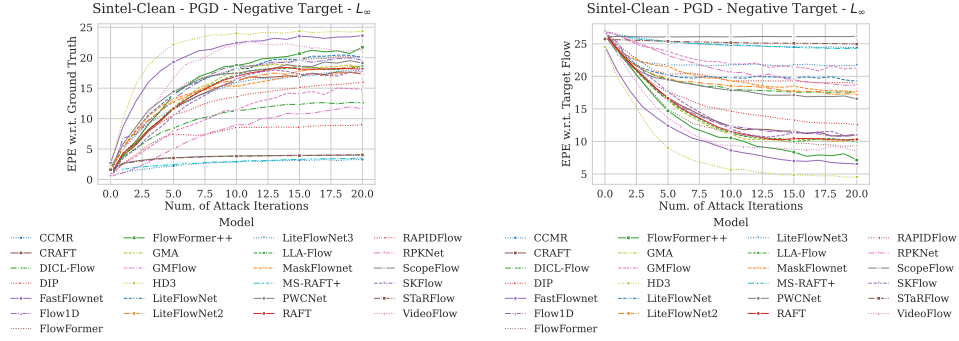 Sintel-Clean - PGD - Negative Target - L∞
EPE w.r.t. Ground Truth
25
20
15
10
5
0
0.0 2.5 5.0 7.5 10.0 12.5 15.0 17.5 20.0
Num. of Attack Iterations
Model
CCMR FlowFormer++ LiteFlowNet3 RAPIDFlow
CRAFT GMA LLA-Flow RPKNet
DICL-Flow GMFlow MaskFlownet ScopeFlow
DIP HD3 MS-RAFT+ SKFlow
FastFlownet LiteFlowNet PWCNet STaRFlow
Flow1D LiteFlowNet2 RAFT VideoFlow
FlowFormer
Sintel-Clean - PGD - Negative Target - L∞
EPE w.r.t. Target Flow
25
20
15
10
5
0.0 2.5 5.0 7.5 10.0 12.5 15.0 17.5 20.0
Num. of Attack Iterations
Model
CCMR FlowFormer++ LiteFlowNet3 RAPIDFlow
CRAFT GMA LLA-Flow RPKNet
DICL-Flow GMFlow MaskFlownet ScopeFlow
DIP HD3 MS-RAFT+ SKFlow
FastFlownet LiteFlowNet PWCNet STaRFlow
Flow1D LiteFlowNet2 RAFT VideoFlow
FlowFormer